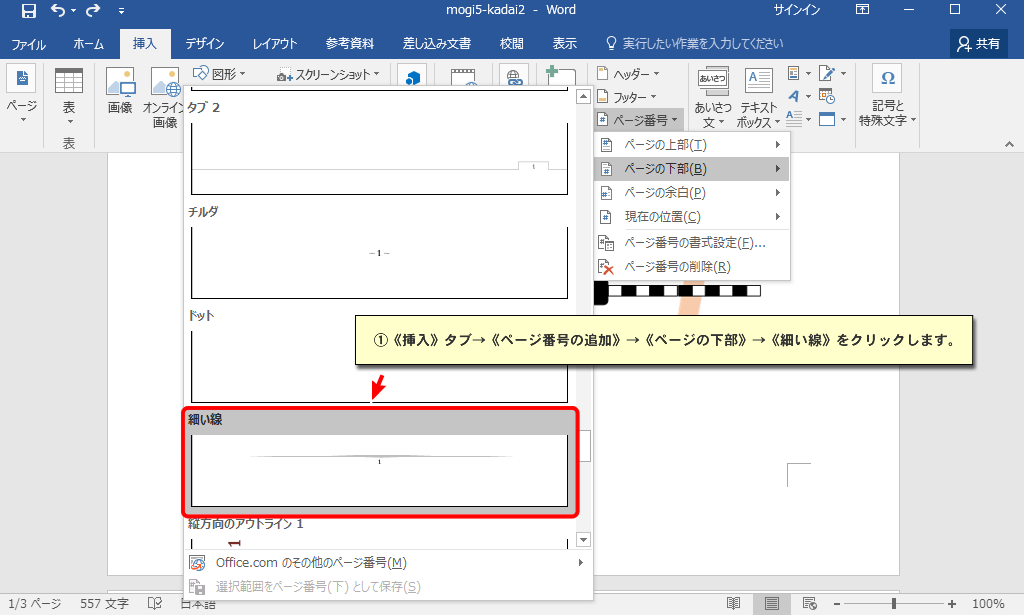 mogi5-kadai2 - Word
サインイン
ファイル ホーム 挿入 デザイン レイアウト 参考資料 差し込み文書 校閲 表示 実行したい作業を入力してください 共有
ページ
表
画像
オンライン
画像
図形
スクリーンショット
ヘッダー
フッター
ページ番号
あいさつ
あいさつ
文
テキスト
ボックス
記号と
特殊文字
表
ページの上部(T)
ページの下部(B)
ページの余白(P)
現在の位置(C)
ページ番号の書式設定(F)...
ページ番号の削除(R)
タブ 2
1
チルダ
~ 1 ~
ドット
①《挿入》タブ→《ページ番号の追加》→《ページの下部》→《細い線》をクリックします。
細い線
1
縦方向のアウトライン 1
1
Office.com のその他のページ番号(M)
選択範囲をページ番号(下) として保存(S)
1/3 ページ 557 文字 日本語 100%